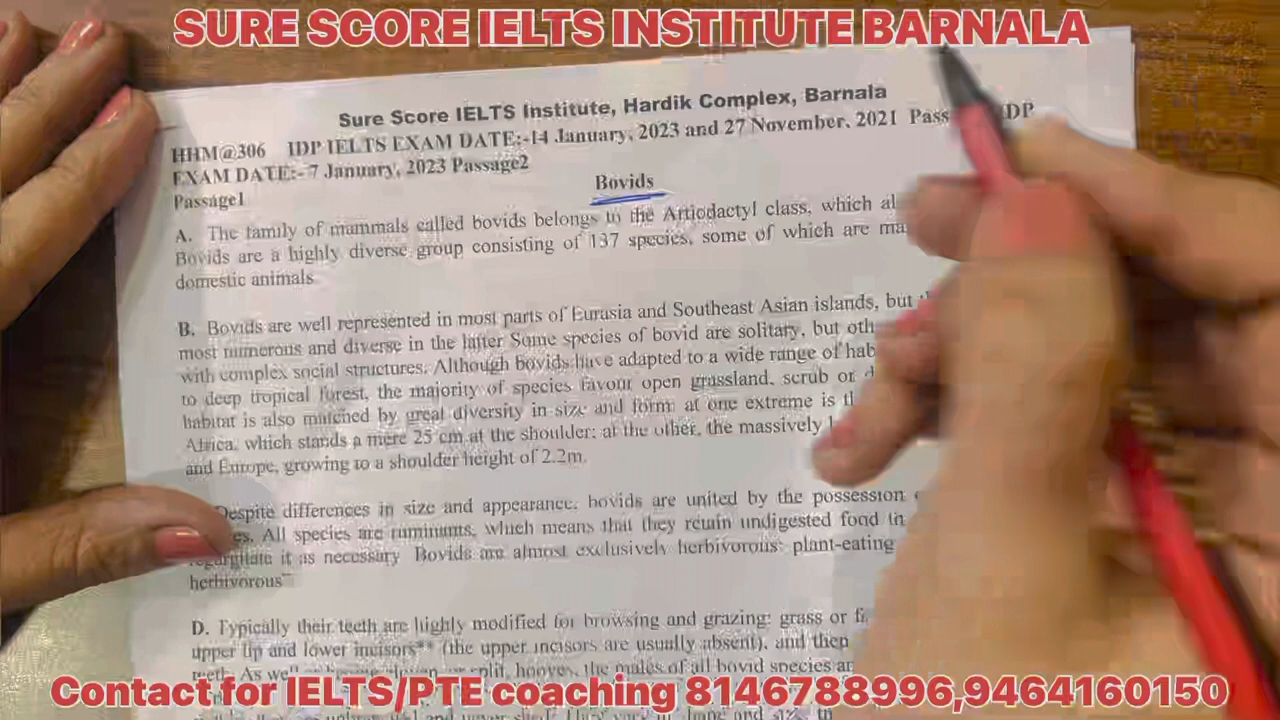 SURE SCORE IELTS INSTITUTE BARNALA
Sure Score IELTS Institute, Hardik Complex, Barnala
HHM@306 IDP IELTS EXAM DATE:-14 January, 2023 and 27 November, 2021 Pass DP
EXAM DATE:-7 January, 2023 Passage2
Passage1
Bovids
A. The family of mammals called bovids belongs to the Artiodactyl class, which al
Bovids are a highly diverse group consisting of 137 species, some of which are ma
domestic animals
B. Bovids are well represented in most parts of Eurasia and Southeast Asian islands, but
most numerous and diverse in the latter Some species of bovid are solitary, but oth
with complex social structures. Although bovids have adapted to a wide range of hab
to deep tropical forest, the majority of species favour open grassland, scrub or d
habitat is also matched by great diversity in size and form: at one extreme is th
Africa, which stands a mere 25 cm at the shoulder; at the other, the massively
and Europe, growing to a shoulder height of 2.2m.
Despite differences in size and appearance, bovids are united by the possession
es. All species are ruminants, which means that they retain undigested food in
regurgitate it as necessary Bovids are almost exclusively herbivorous: plant-eating
herbivorous
D. Typically their teeth are highly modified for browsing and grazing: grass or f
upper lip and lower incisors** (the upper incisors are usually absent), and then
teeth. As well split, hooves, the males of all bovid species ar
and never in shape and size, th
Contact for IELTS/PTE coaching 8146788996,9464160150